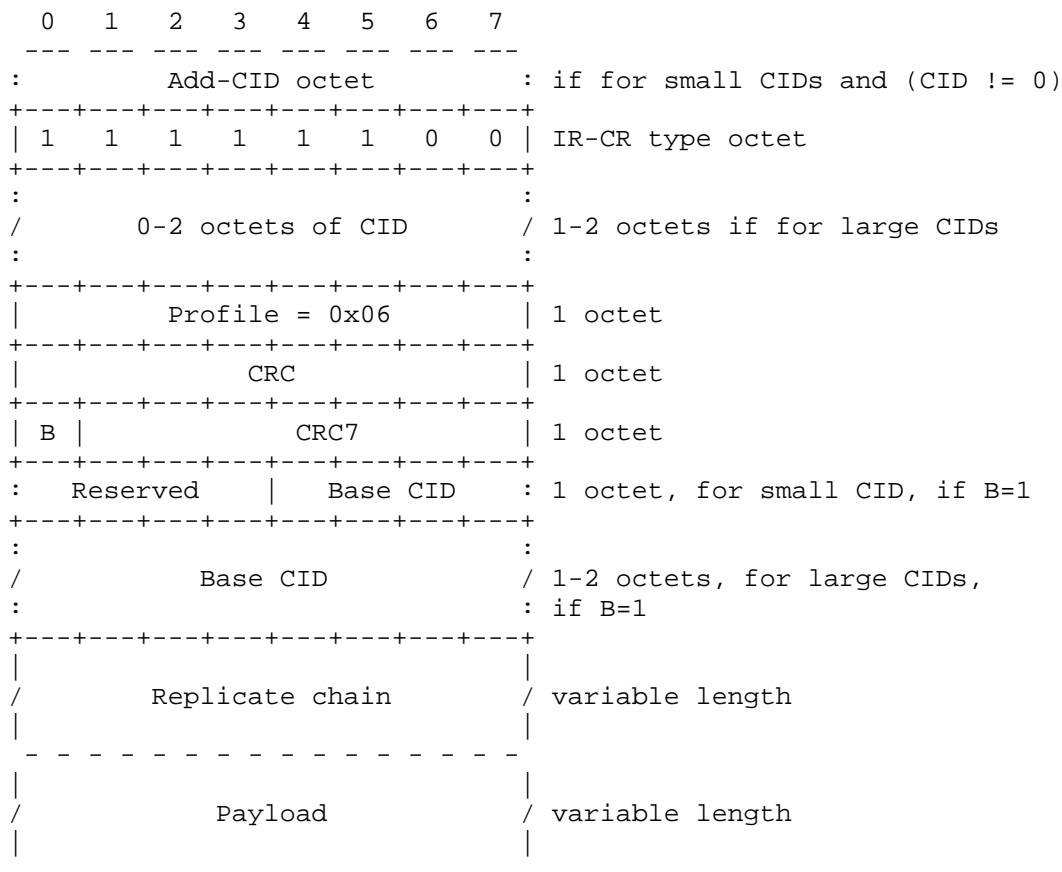 0   1   2   3   4   5   6   7
 --- --- --- --- --- --- --- ---
:         Add-CID octet         : if for small CIDs and (CID != 0)
+---+---+---+---+---+---+---+---+
| 1   1   1   1   1   1   0   0 | IR-CR type octet
+---+---+---+---+---+---+---+---+
:                               :
/       0-2 octets of CID       / 1-2 octets if for large CIDs
:                               :
+---+---+---+---+---+---+---+---+
|         Profile = 0x06        | 1 octet
+---+---+---+---+---+---+---+---+
|              CRC              | 1 octet
+---+---+---+---+---+---+---+---+
| B |             CRC7          | 1 octet
+---+---+---+---+---+---+---+---+
:   Reserved    |   Base CID    : 1 octet, for small CID, if B=1
+---+---+---+---+---+---+---+---+
:                               :
/           Base CID            / 1-2 octets, for large CIDs,
:                               : if B=1
+---+---+---+---+---+---+---+---+
|                               |
/        Replicate chain        / variable length
|                               |
 - - - - - - - - - - - - - - - -
|                               |
/            Payload            / variable length
|                               |